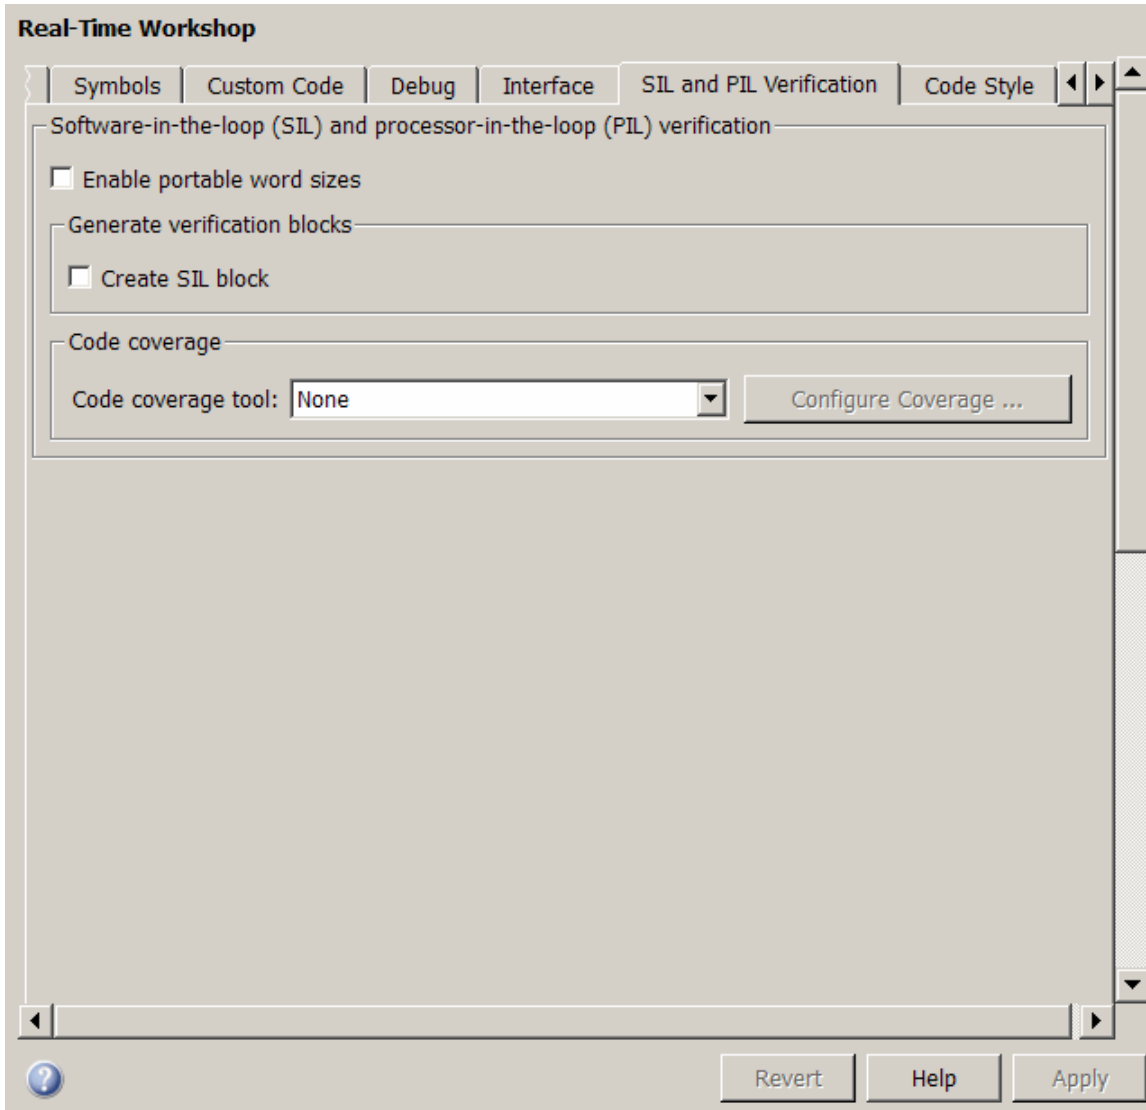 Real-Time Workshop
Symbols Custom Code Debug Interface SIL and PIL Verification Code Style
Software-in-the-loop (SIL) and processor-in-the-loop (PIL) verification
Enable portable word sizes
Generate verification blocks
Create SIL block
Code coverage
Code coverage tool: None Configure Coverage ...
? Revert Help Apply